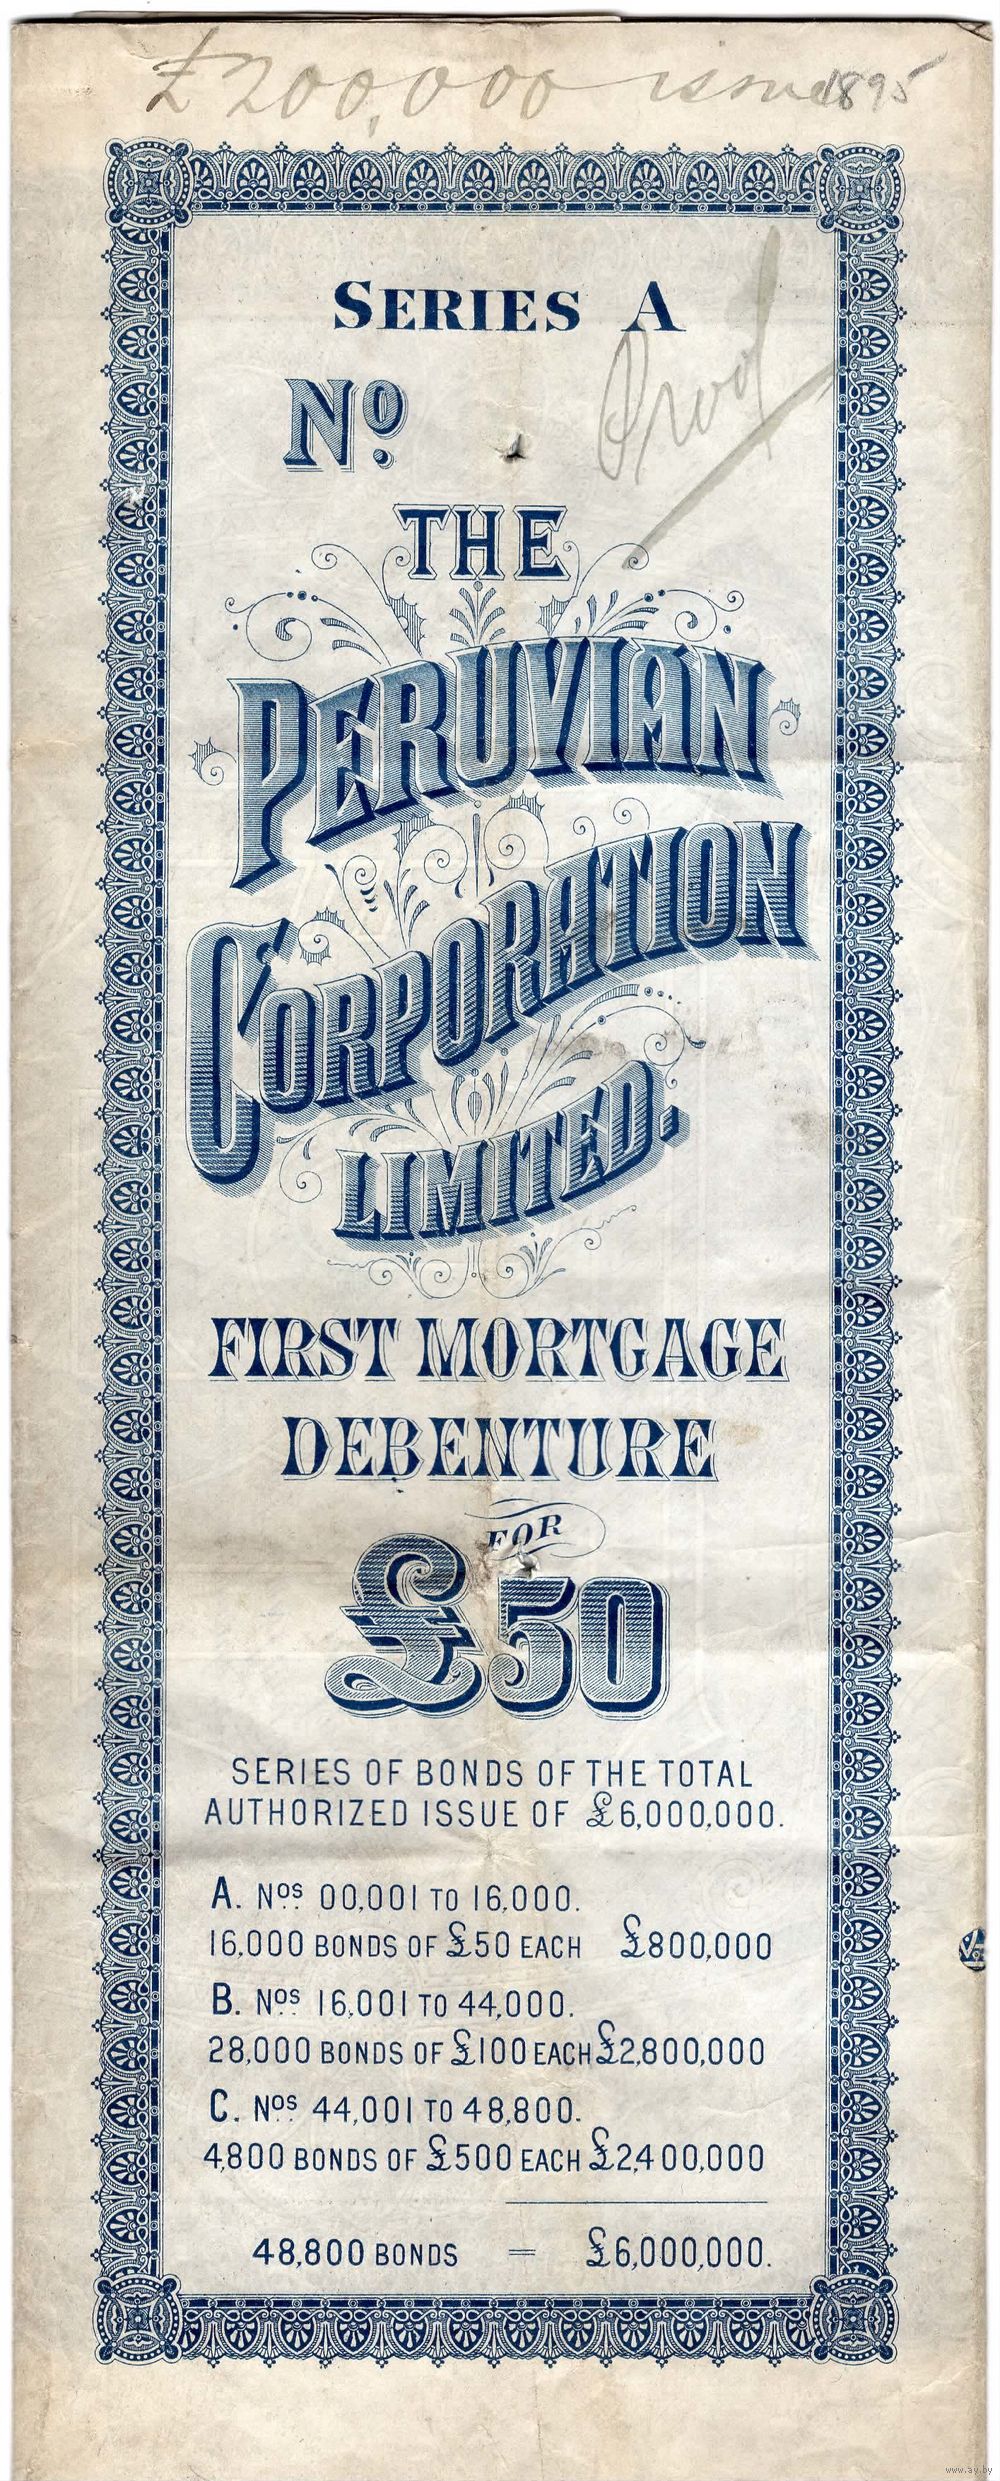 £200,000 issue 1895
SERIES A
Nº.
Proof
THE
PERUVIAN
CORPORATION
LIMITED.
FIRST MORTGAGE
DEBENTURE
FOR
£50
SERIES OF BONDS OF THE TOTAL
AUTHORIZED ISSUE OF £6,000,000.
A. Nos. 00,001 TO 16,000.
16,000 BONDS OF £50 EACH £800,000
B. Nos. 16,001 TO 44,000.
28,000 BONDS OF £100 EACH £2,800,000
C. Nos. 44,001 TO 48,800.
4,800 BONDS OF £500 EACH £2,400,000
48,800 BONDS = £6,000,000.
www.ay.by